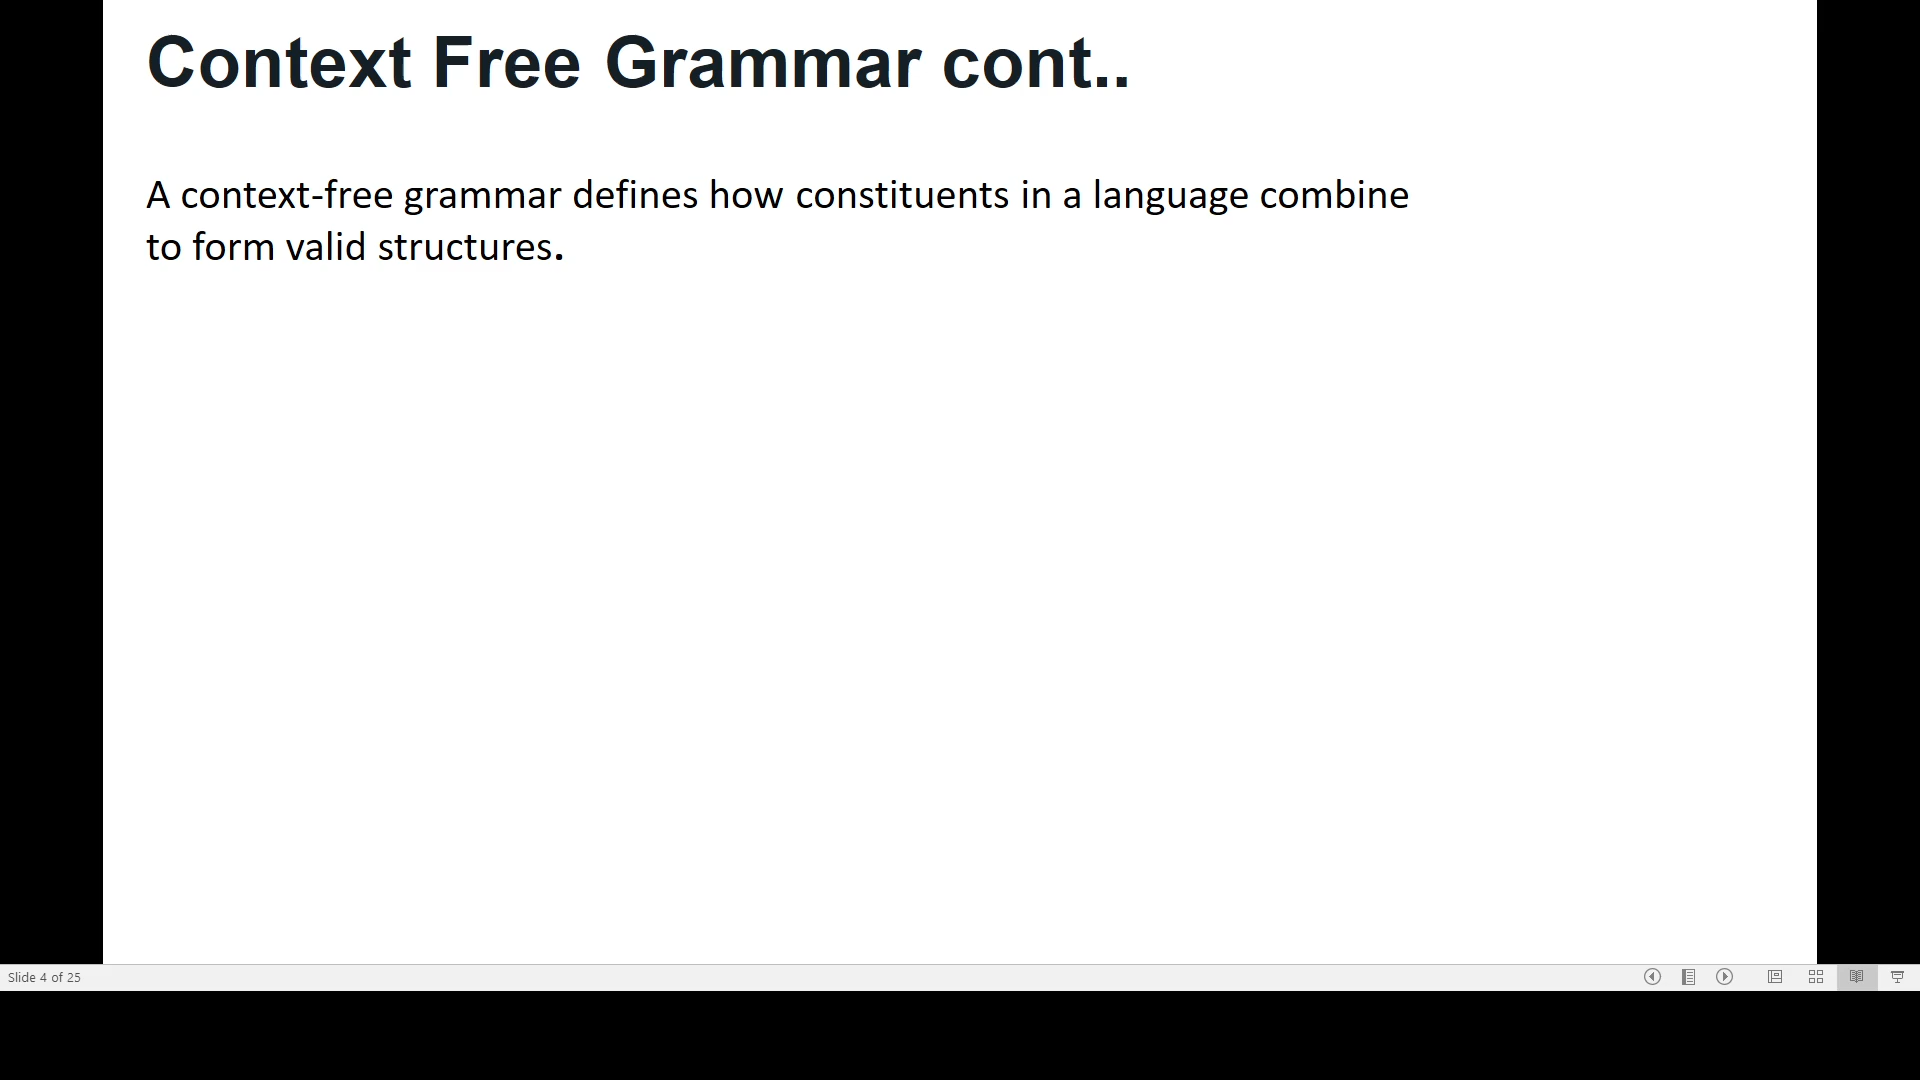 Context Free Grammar cont..
A context-free grammar defines how constituents in a language combine
to form valid structures.
Slide 4 of 25